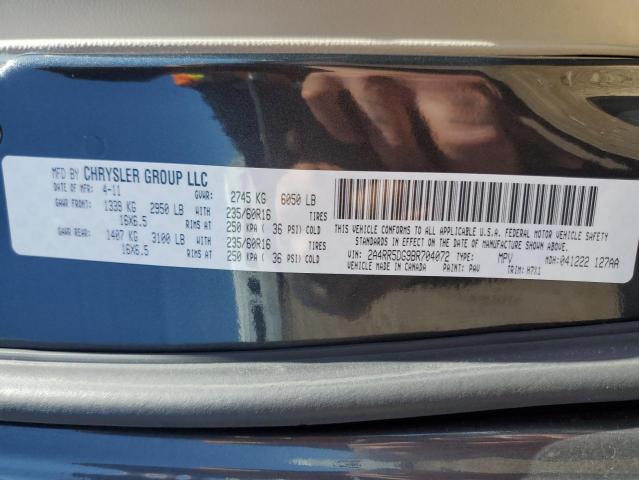 MFD BY CHRYSLER GROUP LLC
DATE OF MFR: 4-11 GVWR: 2745 KG 6050 LB
GAWR FRONT: 1339 KG 2950 LB WITH 235/60R16 TIRES
16X6.5 RIMS AT 250 KPA ( 36 PSI) COLD
GAWR REAR: 1407 KG 3100 LB WITH 235/60R16 TIRES
16X6.5 RIMS AT 250 KPA ( 36 PSI) COLD
THIS VEHICLE CONFORMS TO ALL APPLICABLE U.S.A. FEDERAL MOTOR VEHICLE SAFETY
STANDARDS IN EFFECT ON THE DATE OF MANUFACTURE SHOWN ABOVE.
VIN: 2A4RR5DG9BR704072 TYPE: MPV MDH: 041222 127AA
VEHICLE MADE IN CANADA PAINT: PAV TRIM: H7X1